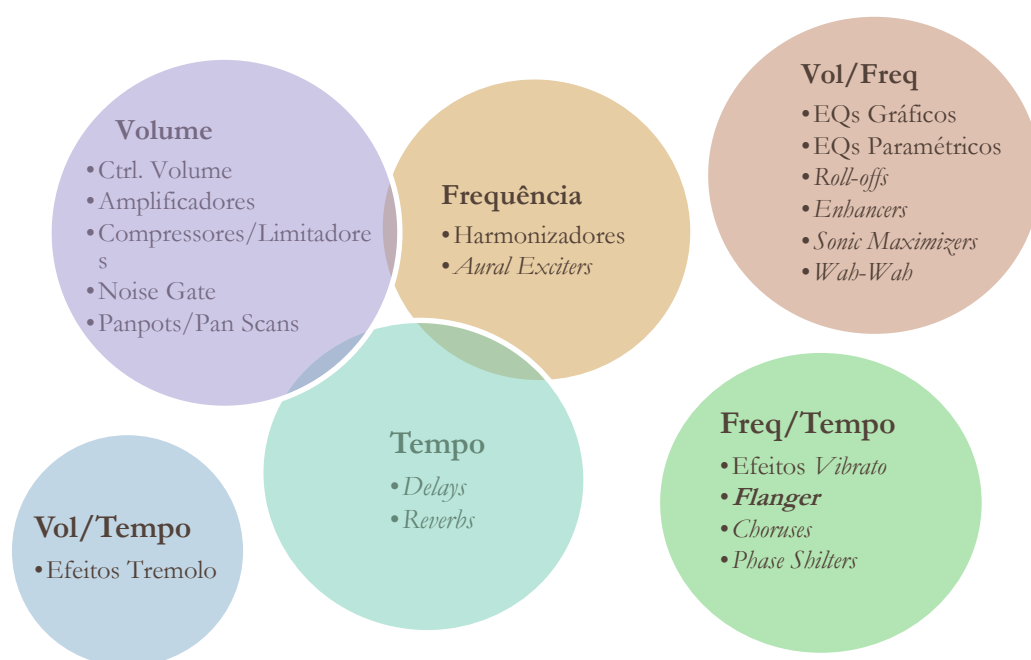 Volume
•Ctrl. Volume
•Amplificadores
•Compressores/Limitadore
s
•Noise Gate
•Panpots/Pan Scans
Frequência
•Harmonizadores
•Aural Exciters
Vol/Freq
•EQs Gráficos
•EQs Paramétricos
•Roll-offs
•Enhancers
•Sonic Maximizers
•Wah-Wah
Tempo
•Delays
•Reverbs
Freq/Tempo
•Efeitos Vibrato
•Flanger
•Choruses
•Phase Shilters
Vol/Tempo
•Efeitos Tremolo